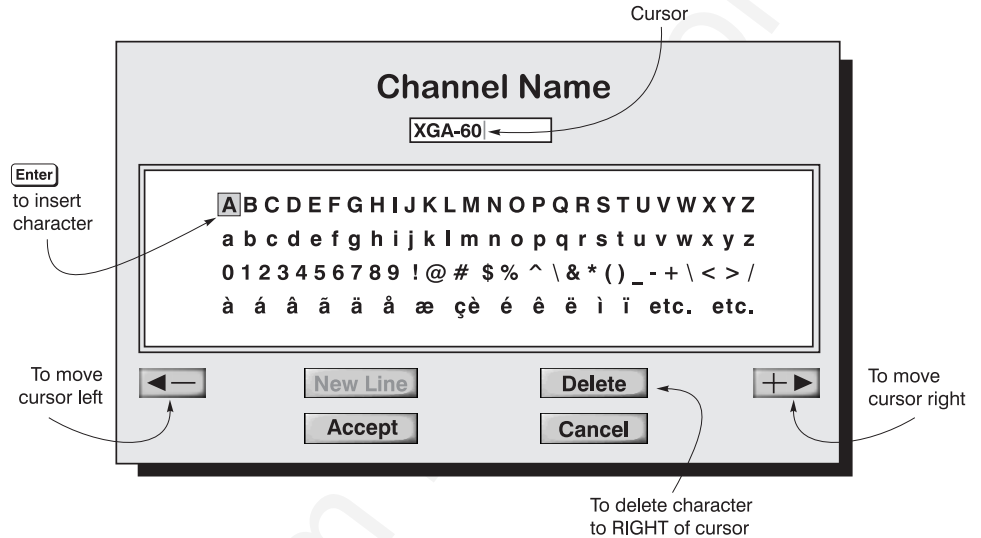 Cursor
Channel Name
XGA-60
Enter
to insert
character
A B C D E F G H I J K L M N O P Q R S T U V W X Y Z
a b c d e f g h i j k l m n o p q r s t u v w x y z
0 1 2 3 4 5 6 7 8 9 ! @ # $ % ^ \ & * ( ) _ - + \ < > /
à á â ã ä å æ çè é ê ë ì ï etc. etc.
To move
cursor left
◀— New Line Delete +▶
To move
cursor right
Accept Cancel
To delete character
to RIGHT of cursor